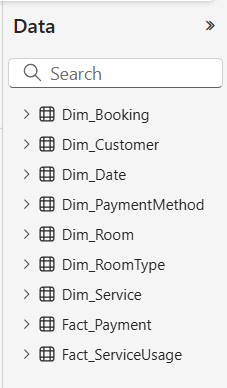 Data
Search
Dim_Booking
Dim_Customer
Dim_Date
Dim_PaymentMethod
Dim_Room
Dim_RoomType
Dim_Service
Fact_Payment
Fact_ServiceUsage